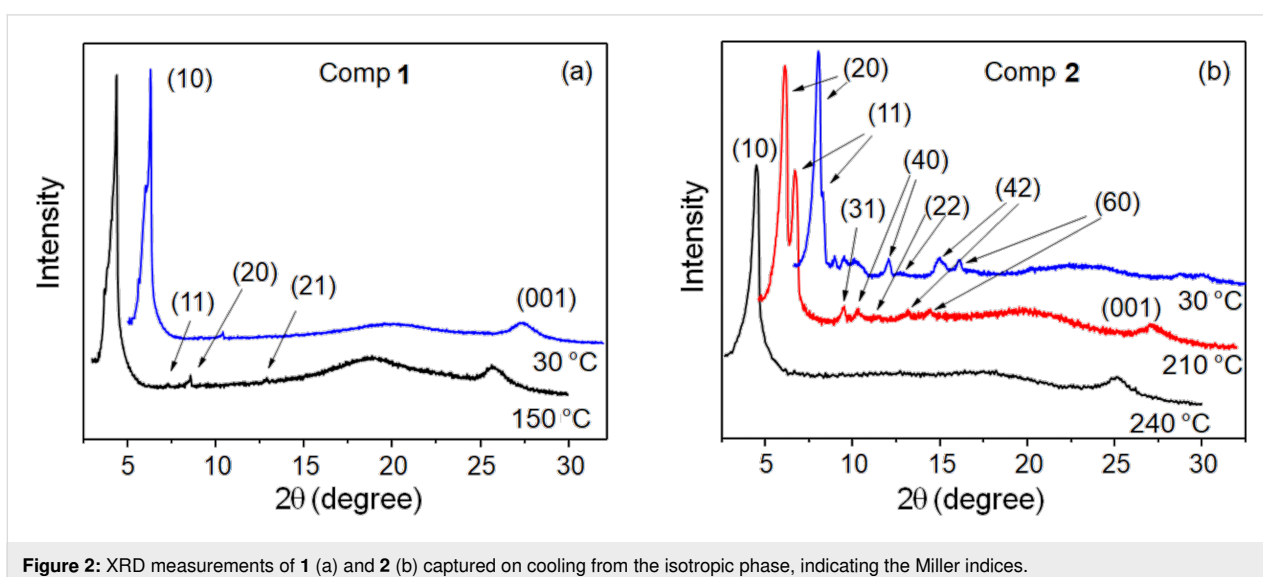 Comp 1 (a)
(10)
(11) (20) (21) (001)
30 °C
150 °C
Intensity
5 10 15 20 25 30
2θ (degree)
Comp 2 (b)
(20)
(11)
(10)
(40)
(31) (22) (42) (60)
(001)
30 °C
210 °C
240 °C
Intensity
5 10 15 20 25 30
2θ (degree)
Figure 2: XRD measurements of 1 (a) and 2 (b) captured on cooling from the isotropic phase, indicating the Miller indices.